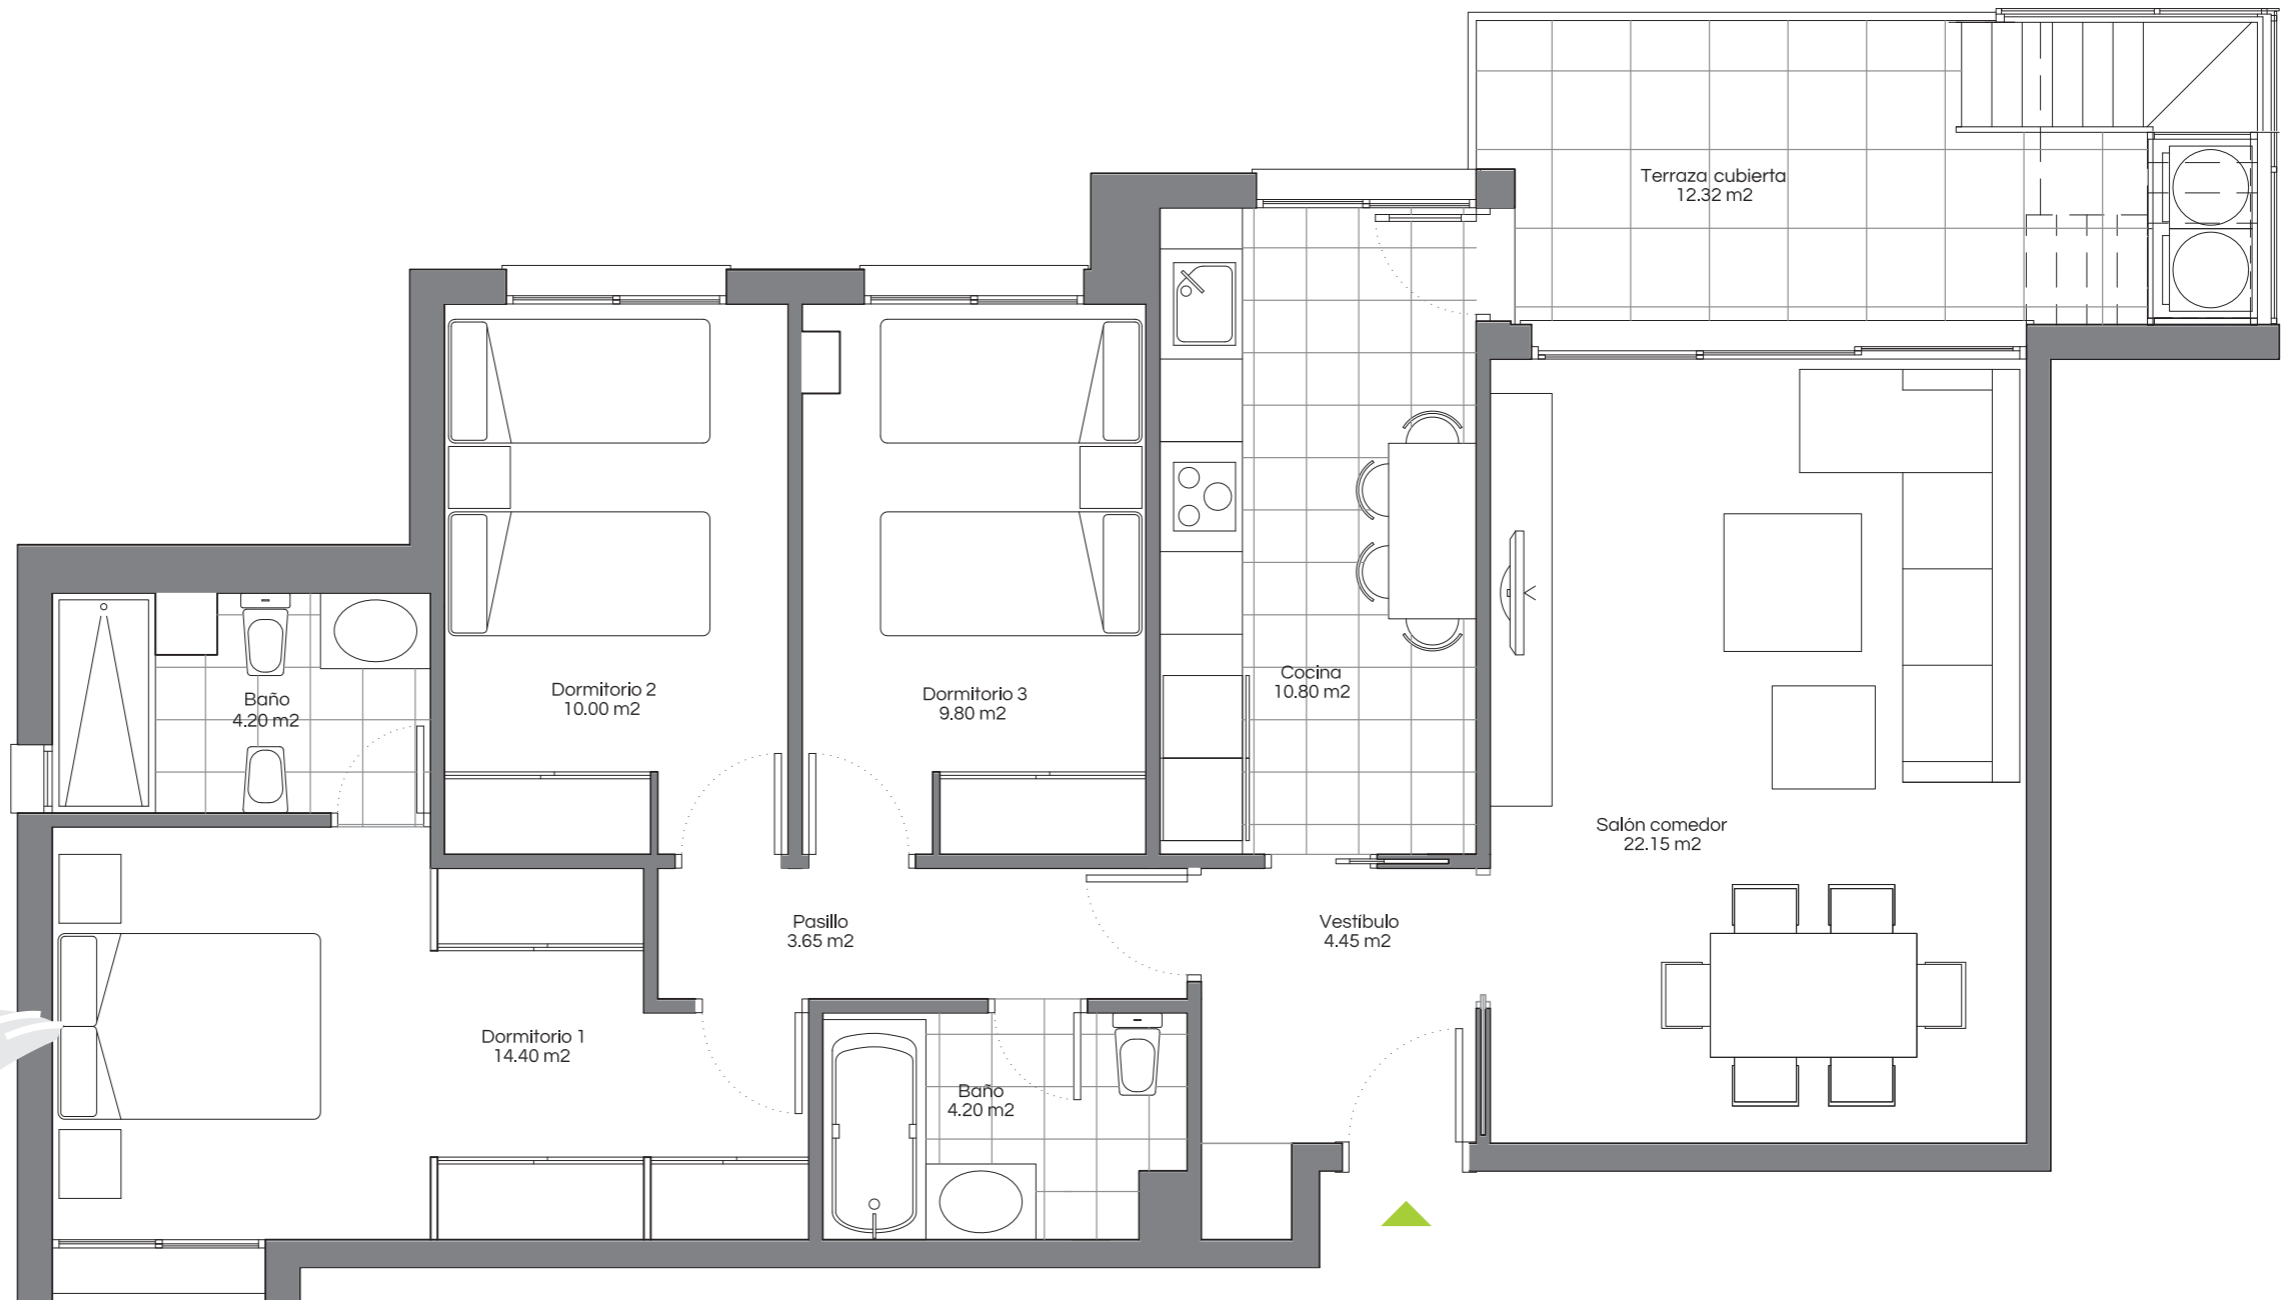 Terraza cubierta
12.32 m2
Dormitorio 2
10.00 m2
Dormitorio 3
9.80 m2
Cocina
10.80 m2
Baño
4.20 m2
Salón comedor
22.15 m2
Pasillo
3.65 m2
Vestíbulo
4.45 m2
Dormitorio 1
14.40 m2
Baño
4.20 m2